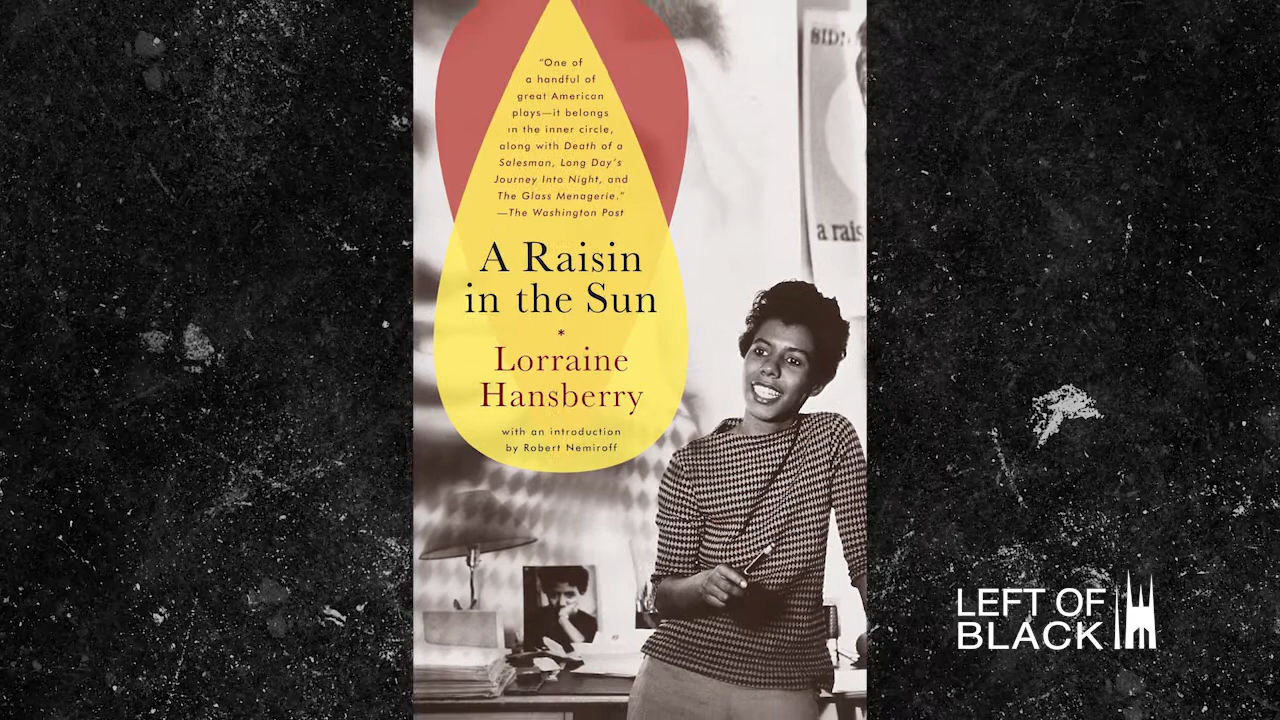 “One of
a handful of
great American
plays—it belongs
in the inner circle,
along with Death of a
Salesman, Long Day’s
Journey Into Night, and
The Glass Menagerie.”
—The Washington Post
A Raisin
in the Sun
*
Lorraine
Hansberry
with an introduction
by Robert Nemiroff
a rais
LEFT OF
BLACK